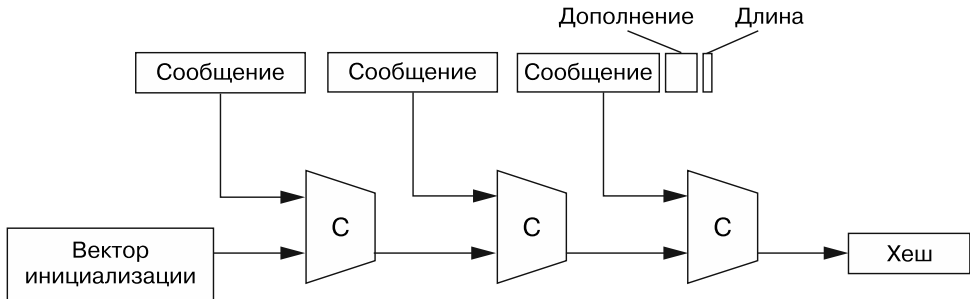 Дополнение
Длина
Сообщение
Сообщение
Сообщение
С
С
С
Вектор
инициализации
Хеш